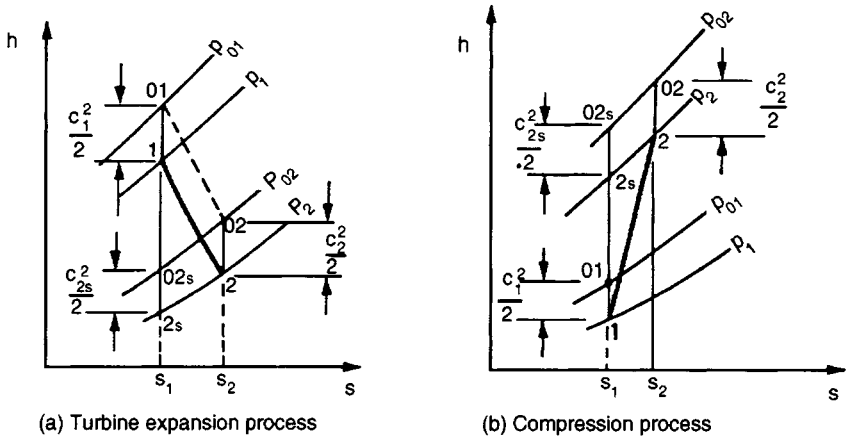 h
01
p01
p1
c1²
2
1
P02
P2
02
c2²
2
c2s²
2
02s
2
2s
s1
s2
s
(a) Turbine expansion process
h
p02
02
p2
c2²
2
02s
c2s²
.2
2
2s
p01
01
p1
c1²
2
1
s1
s2
s
(b) Compression process